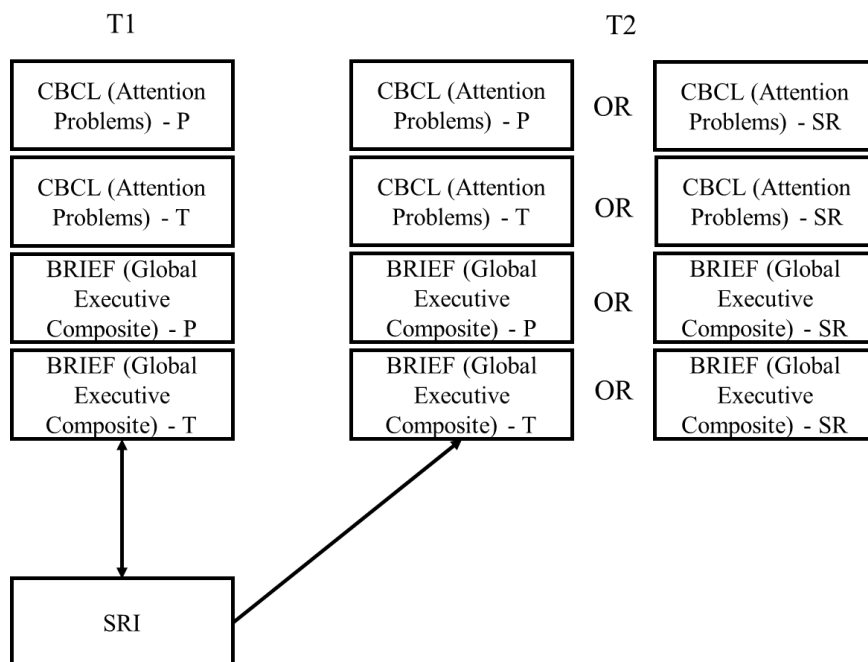 T1
T2
CBCL (Attention
Problems) - P
CBCL (Attention
Problems) - P
OR
CBCL (Attention
Problems) - SR
CBCL (Attention
Problems) - T
CBCL (Attention
Problems) - T
OR
CBCL (Attention
Problems) - SR
BRIEF (Global
Executive
Composite) - P
BRIEF (Global
Executive
Composite) - P
OR
BRIEF (Global
Executive
Composite) - SR
BRIEF (Global
Executive
Composite) - T
BRIEF (Global
Executive
Composite) - T
OR
BRIEF (Global
Executive
Composite) - SR
SRI